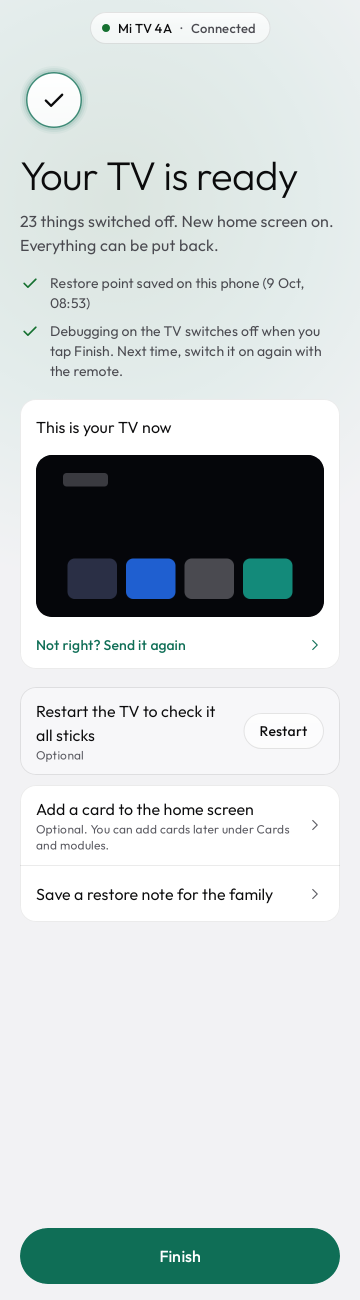 Mi TV 4A · Connected
Your TV is ready
23 things switched off. New home screen on.
Everything can be put back.
Restore point saved on this phone (9 Oct,
08:53)
Debugging on the TV switches off when you
tap Finish. Next time, switch it on again with
the remote.
This is your TV now
Not right? Send it again
Restart the TV to check it
all sticks
Optional
Restart
Add a card to the home screen
Optional. You can add cards later under Cards
and modules.
Save a restore note for the family
Finish